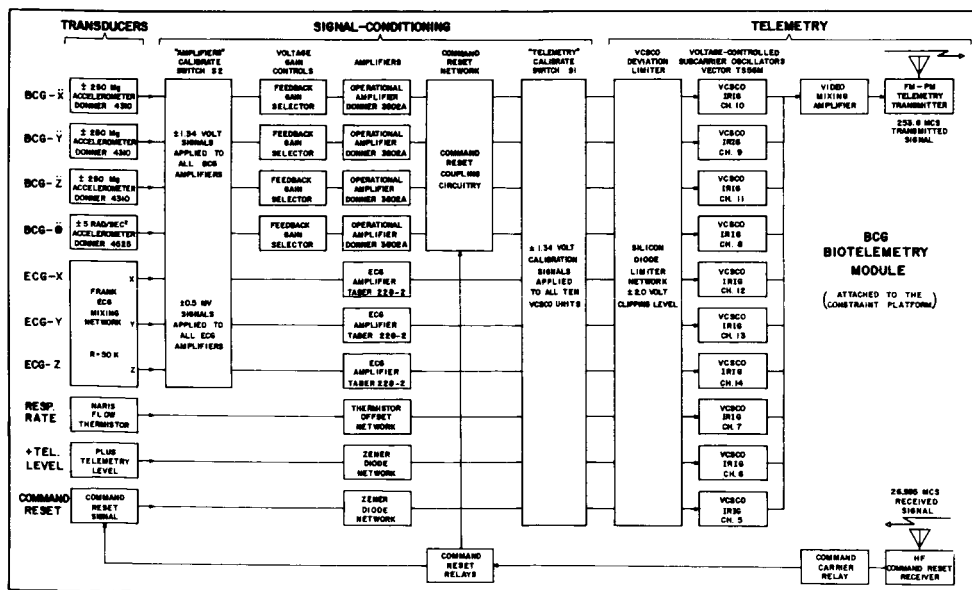 TRANSDUCERS
SIGNAL-CONDITIONING
TELEMETRY
"AMPLIFIERS"
CALIBRATE
SWITCH S2
VOLTAGE
GAIN
CONTROLS
AMPLIFIERS
COMMAND
RESET
NETWORK
"TELEMETRY"
CALIBRATE
SWITCH S1
VCSCO
DEVIATION
LIMITER
VOLTAGE-CONTROLLED
SUBCARRIER OSCILLATORS
VECTOR TS56M
BCG-Ẍ
± 250 Mg
ACCELEROMETER
DONNER 4310
FEEDBACK
GAIN
SELECTOR
OPERATIONAL
AMPLIFIER
DONNER 3802A
VCSCO
IRIG
CH. 10
VIDEO
MIXING
AMPLIFIER
FM-PM
TELEMETRY
TRANSMITTER
253.8 MCS
TRANSMITTED
SIGNAL
BCG-Ÿ
± 250 Mg
ACCELEROMETER
DONNER 4310
±1.34 VOLT
SIGNALS
APPLIED TO
ALL BCG
AMPLIFIERS
FEEDBACK
GAIN
SELECTOR
OPERATIONAL
AMPLIFIER
DONNER 3802A
COMMAND
RESET
COUPLING
CIRCUITRY
VCSCO
IRIG
CH. 9
BCG-Z̈
± 250 Mg
ACCELEROMETER
DONNER 4310
FEEDBACK
GAIN
SELECTOR
OPERATIONAL
AMPLIFIER
DONNER 3802A
VCSCO
IRIG
CH. 11
BCG-Θ̈
±5 RAD/SEC²
ACCELEROMETER
DONNER 4525
FEEDBACK
GAIN
SELECTOR
OPERATIONAL
AMPLIFIER
DONNER 3802A
± 1.34 VOLT
CALIBRATION
SIGNALS
APPLIED
TO ALL TEN
VCSCO UNITS
SILICON
DIODE
LIMITER
NETWORK
± 2.0 VOLT
CLIPPING LEVEL
VCSCO
IRIG
CH. 8
BCG
BIOTELEMETRY
MODULE
(ATTACHED TO THE
CONSTRAINT PLATFORM)
ECG-X
FRANK
ECG
MIXING
NETWORK
R = 50 K
X
Y
Z
±0.5 MV
SIGNALS
APPLIED TO
ALL ECG
AMPLIFIERS
ECG
AMPLIFIER
TABER 228-2
VCSCO
IRIG
CH. 12
ECG-Y
ECG
AMPLIFIER
TABER 228-2
VCSCO
IRIG
CH. 13
ECG-Z
ECG
AMPLIFIER
TABER 228-2
VCSCO
IRIG
CH. 14
RESP.
RATE
NARIS
FLOW
THERMISTOR
THERMISTOR
OFFSET
NETWORK
VCSCO
IRIG
CH. 7
+TEL.
LEVEL
PLUS
TELEMETRY
LEVEL
ZENER
DIODE
NETWORK
VCSCO
IRIG
CH. 6
COMMAND
RESET
COMMAND
RESET
SIGNAL
ZENER
DIODE
NETWORK
VCSCO
IRIG
CH. 5
26.995 MCS
RECEIVED
SIGNAL
COMMAND
RESET
RELAYS
COMMAND
CARRIER
RELAY
HF
COMMAND RESET
RECEIVER